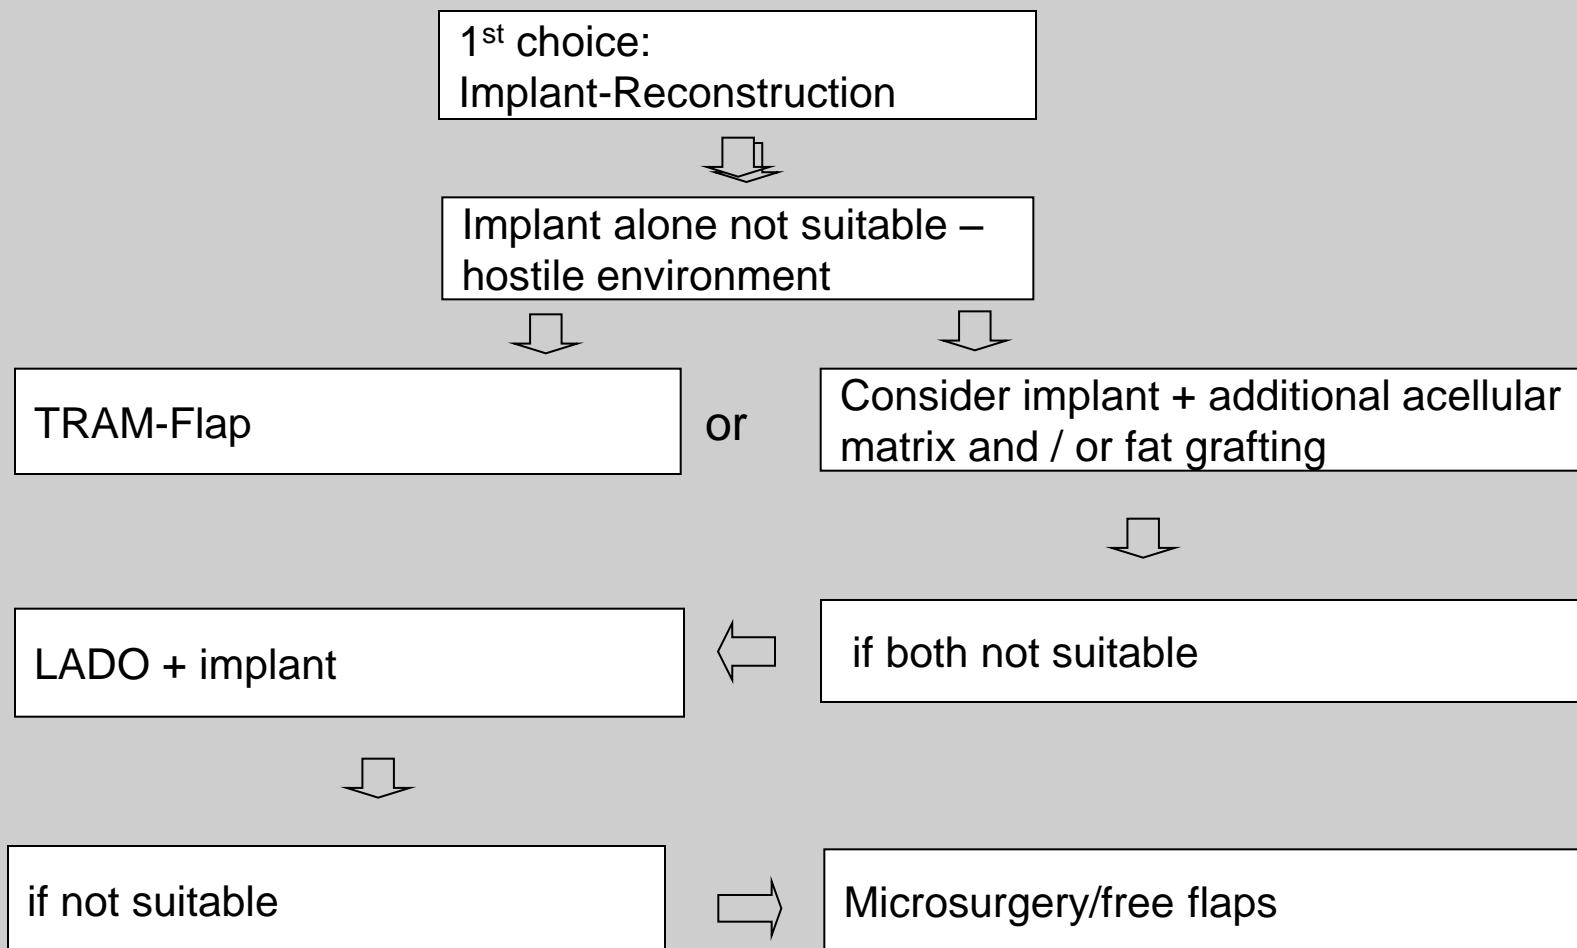 1st choice:
Implant-Reconstruction
Implant alone not suitable –
hostile environment
TRAM-Flap
or
Consider implant + additional acellular
matrix and / or fat grafting
LADO + implant
if both not suitable
if not suitable
Microsurgery/free flaps